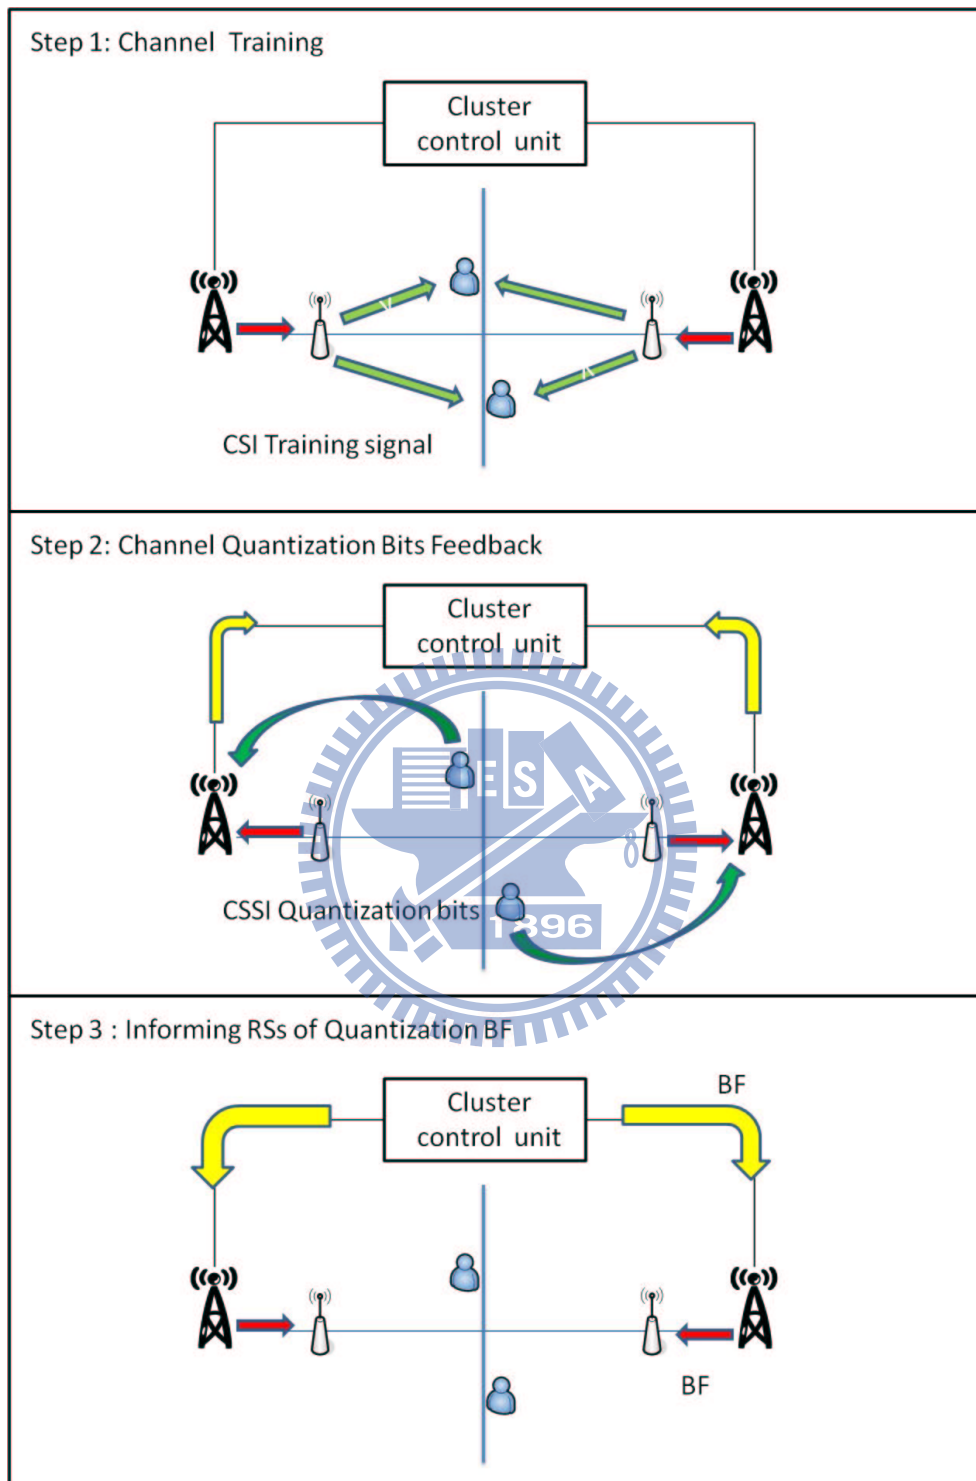 Step 1: Channel Training
Cluster
control unit
CSI Training signal
Step 2: Channel Quantization Bits Feedback
Cluster
control unit
E S A
CSSI Quantization bits
1896
Step 3 : Informing RSs of Quantization BF
BF
Cluster
control unit
BF